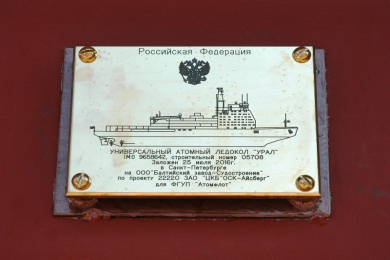 Российская Федерация
УНИВЕРСАЛЬНЫЙ АТОМНЫЙ ЛЕДОКОЛ "УРАЛ"
IMO 9658642, строительный номер 05708
Заложен 25 июля 2016г.
в Санкт-Петербурге
на ООО"Балтийский завод-Судостроение"
по проекту 22220 ЗАО "ЦКБ"ОСК-Айсберг"
для ФГУП "Атомфлот"